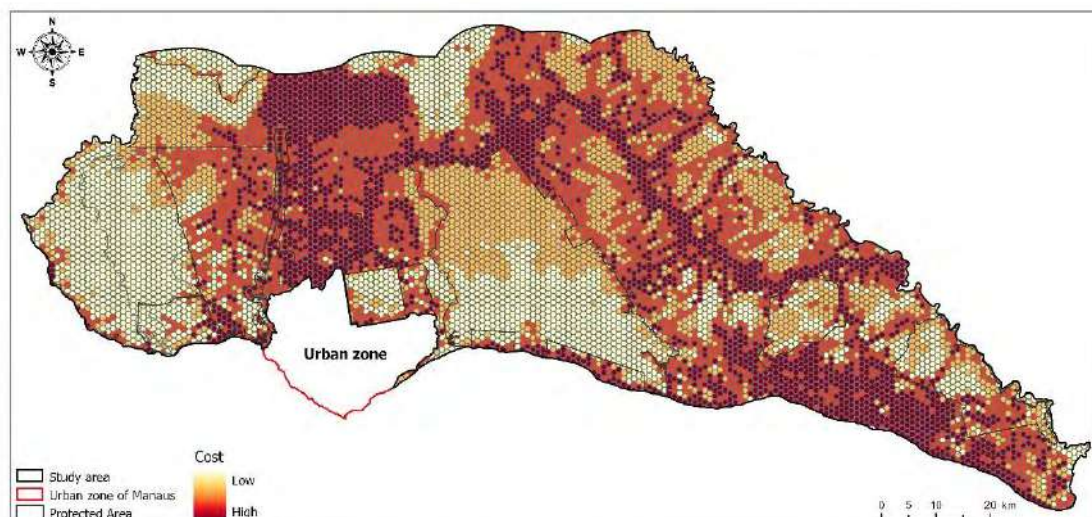 N
W E
S
Urban zone
Cost
Low
High
Study area
Urban zone of Manaus
Protected Area
0 5 10 20 km